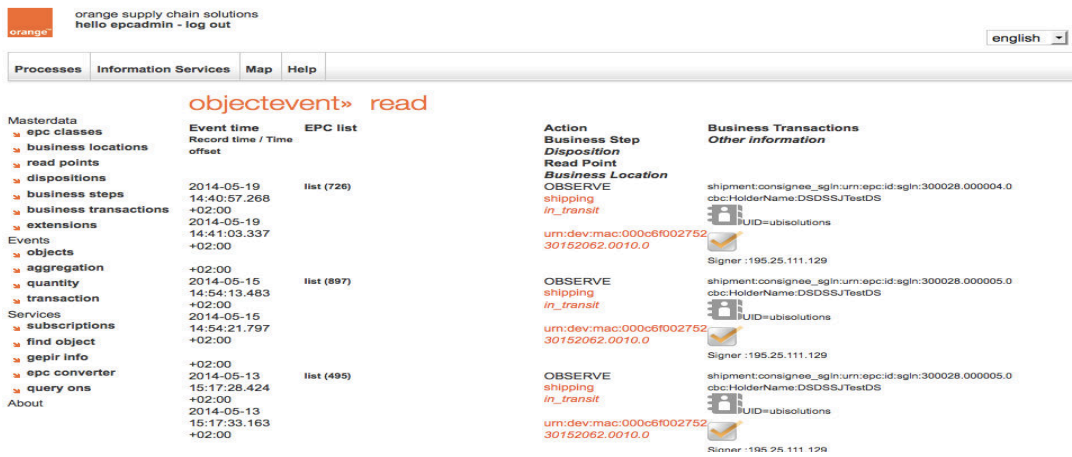 orange™
orange supply chain solutions
hello epcadmin - log out
english
Processes Information Services Map Help
objectevent» read
Masterdata
epc classes
business locations
read points
dispositions
business steps
business transactions
extensions
Events
objects
aggregation
quantity
transaction
Services
subscriptions
find object
gepir info
epc converter
query ons
About
Event time EPC list Action Business Transactions
Record time / Time Business Step Other information
offset Disposition
Read Point
Business Location
2014-05-19 list (726) OBSERVE shipment:consignee_sgln:urn:epc:id:sgln:300028.000004.0
14:40:57.268 shipping cbc:HolderName:DSDSSJTestDS
+02:00 in_transit
2014-05-19 UID=ubisolutions
14:41:03.337 urn:dev:mac:000c6f002752
+02:00 30152062.0010.0
Signer :195.25.111.129
+02:00
2014-05-15 list (897) OBSERVE shipment:consignee_sgln:urn:epc:id:sgln:300028.000005.0
14:54:13.483 shipping cbc:HolderName:DSDSSJTestDS
+02:00 in_transit
2014-05-15 UID=ubisolutions
14:54:21.797 urn:dev:mac:000c6f002752
+02:00 30152062.0010.0
Signer :195.25.111.129
+02:00
2014-05-13 list (495) OBSERVE shipment:consignee_sgln:urn:epc:id:sgln:300028.000005.0
15:17:28.424 shipping cbc:HolderName:DSDSSJTestDS
+02:00 in_transit
2014-05-13 UID=ubisolutions
15:17:33.163 urn:dev:mac:000c6f002752
+02:00 30152062.0010.0
Signer :195.25.111.129